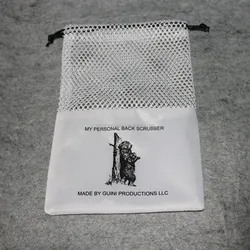 MY PERSONAL BACK SCRUBBER
MADE BY GUINI PRODUCTIONS LLC